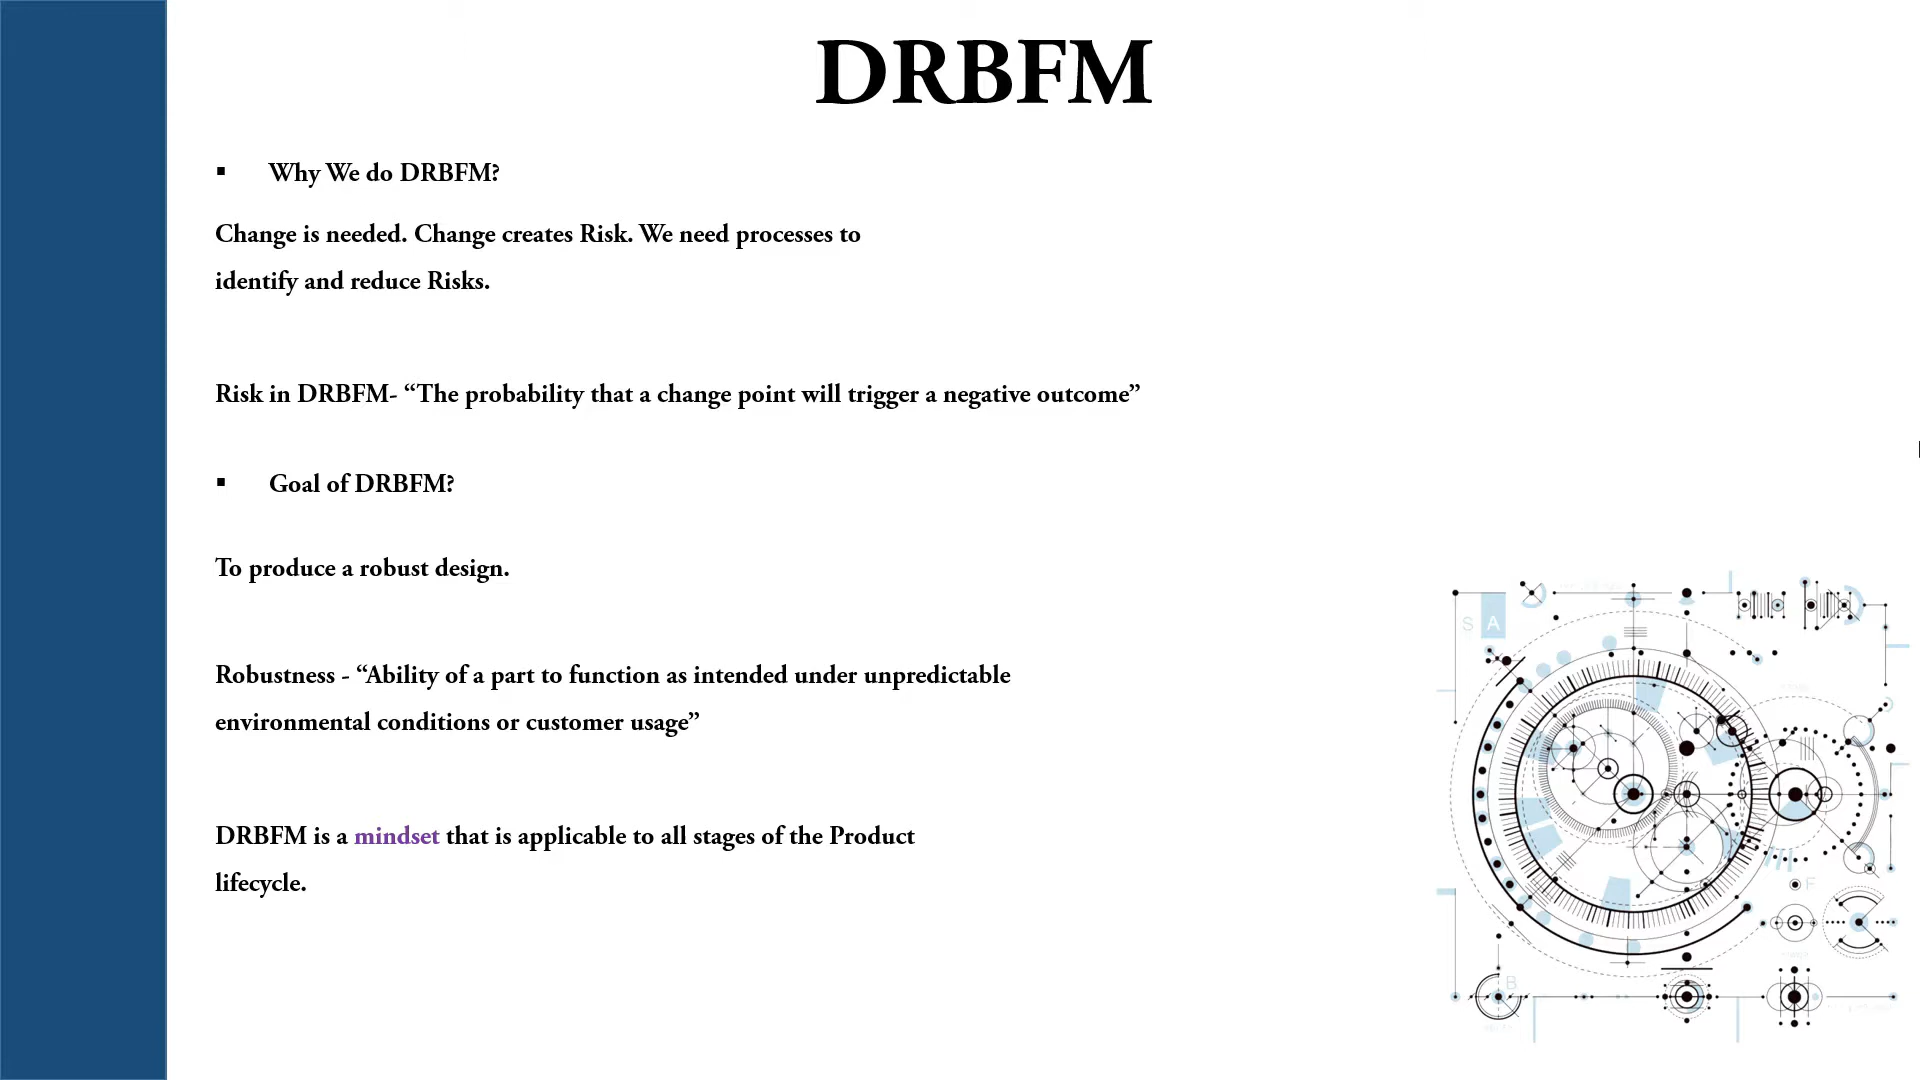 DRBFM
▪ Why We do DRBFM?
Change is needed. Change creates Risk. We need processes to
identify and reduce Risks.
Risk in DRBFM- “The probability that a change point will trigger a negative outcome”
▪ Goal of DRBFM?
To produce a robust design.
Robustness - “Ability of a part to function as intended under unpredictable
environmental conditions or customer usage”
DRBFM is a mindset that is applicable to all stages of the Product
lifecycle.
S A
F
B